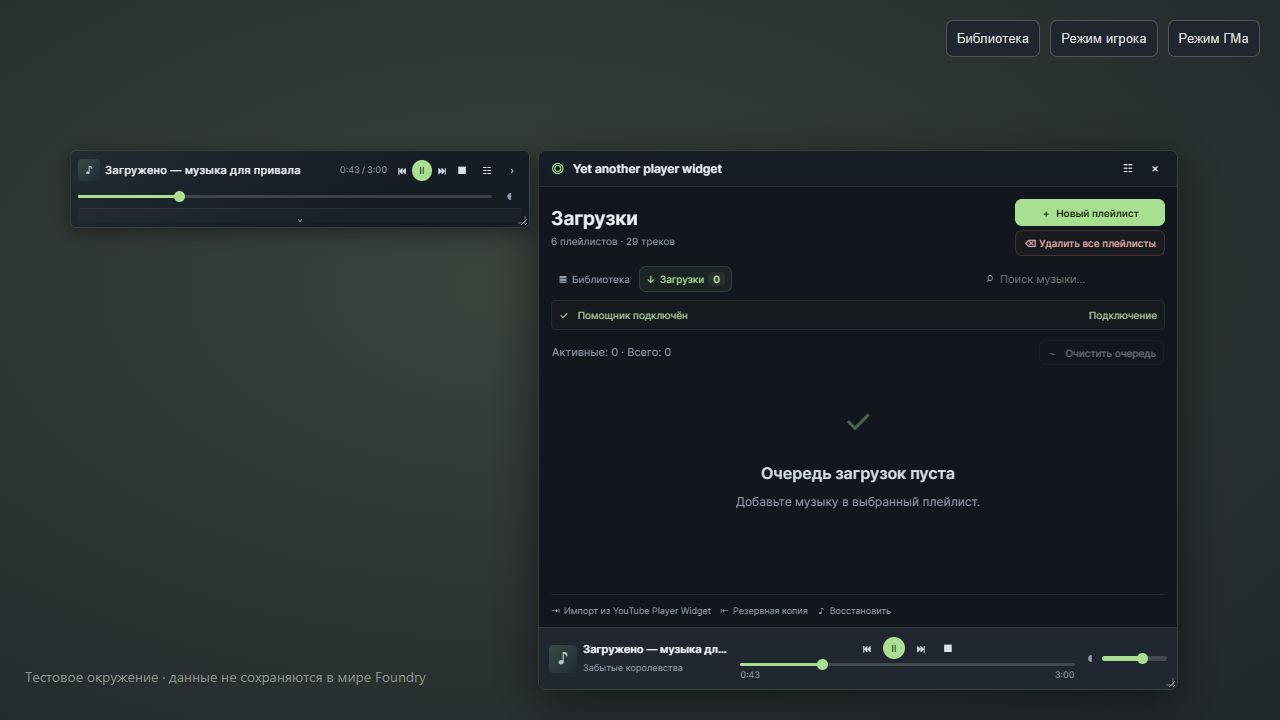 Библиотека
Режим игрока
Режим ГМа
Загружено — музыка для привала
0:43 / 3:00
Yet another player widget
Загрузки
6 плейлистов · 29 треков
+ Новый плейлист
Удалить все плейлисты
Библиотека
Загрузки 0
Поиск музыки...
Помощник подключён
Подключение
Активные: 0 · Всего: 0
Очистить очередь
Очередь загрузок пуста
Добавьте музыку в выбранный плейлист.
Импорт из YouTube Player Widget
Резервная копия
Восстановить
Загружено — музыка дл...
Забытые королевства
0:43
3:00
Тестовое окружение · данные не сохраняются в мире Foundry